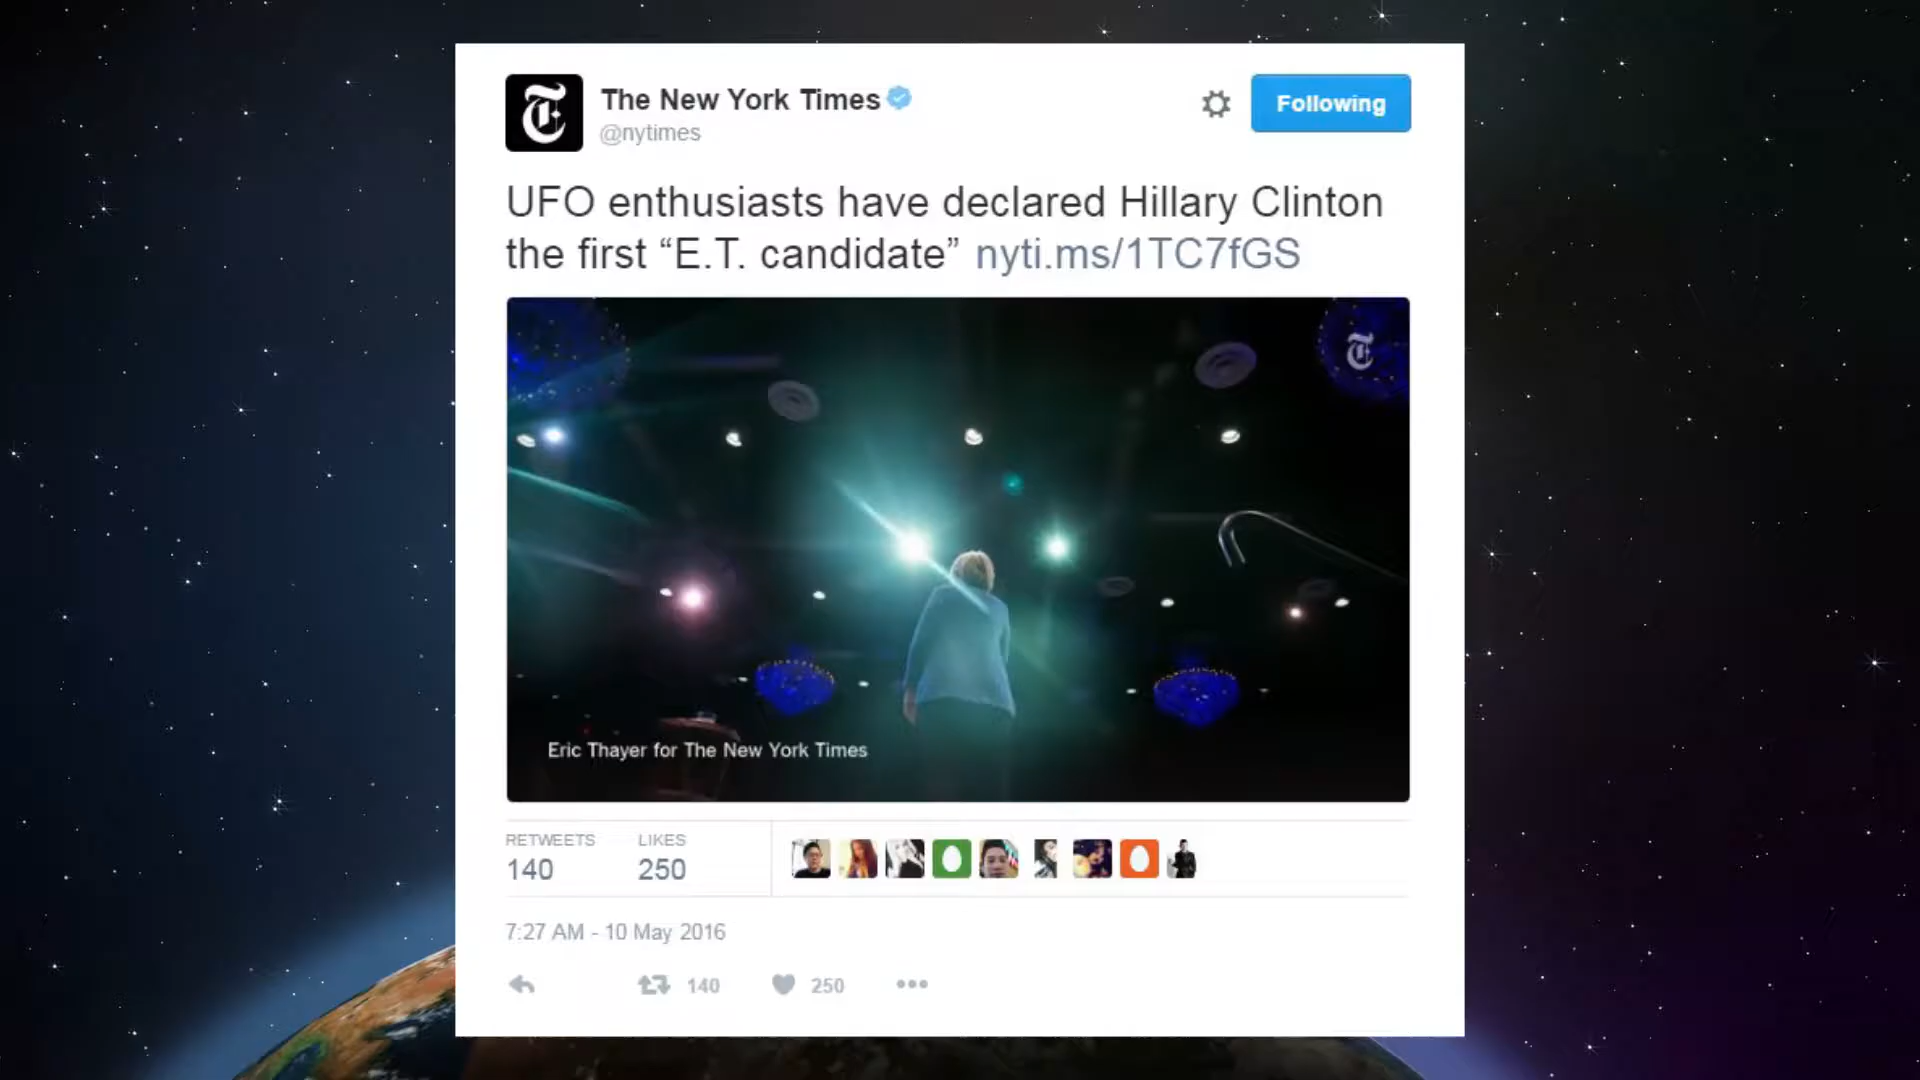 The New York Times
@nytimes
Following
UFO enthusiasts have declared Hillary Clinton
the first “E.T. candidate” nyti.ms/1TC7fGS
Eric Thayer for The New York Times
RETWEETS LIKES
140 250
7:27 AM - 10 May 2016
140 250